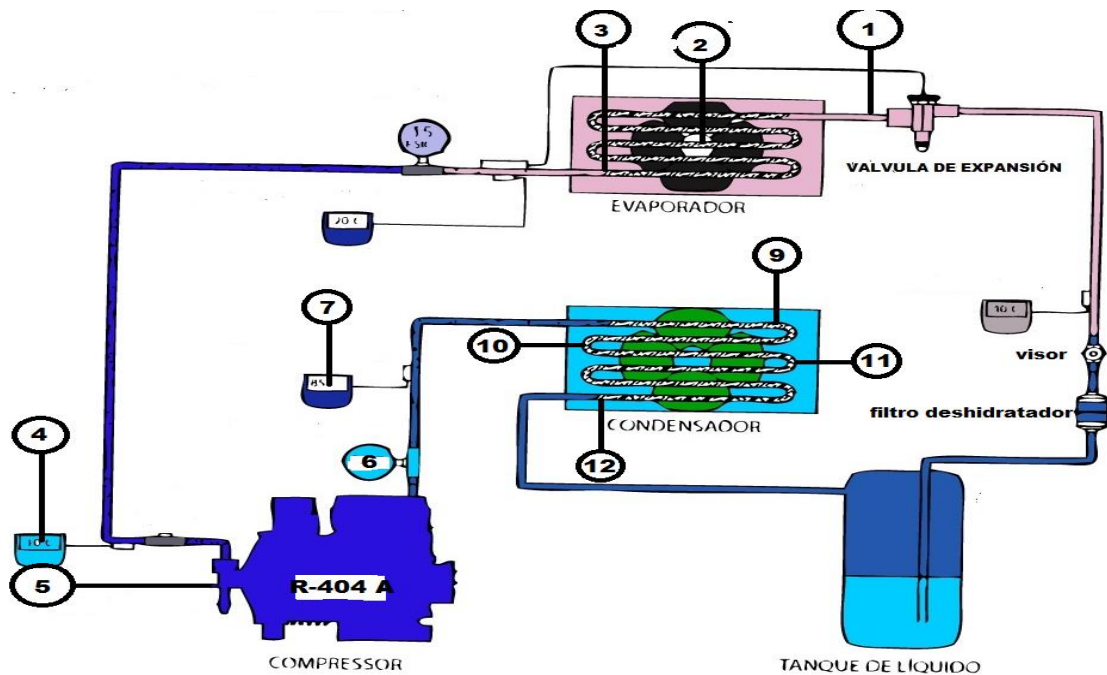 3
2
1
VALVULA DE EXPANSIÓN
EVAPORADOR
7
9
10
11
visor
filtro deshidratador
CONDENSADOR
6
12
4
5
R-404 A
COMPRESSOR
TANQUE DE LÍQUIDO